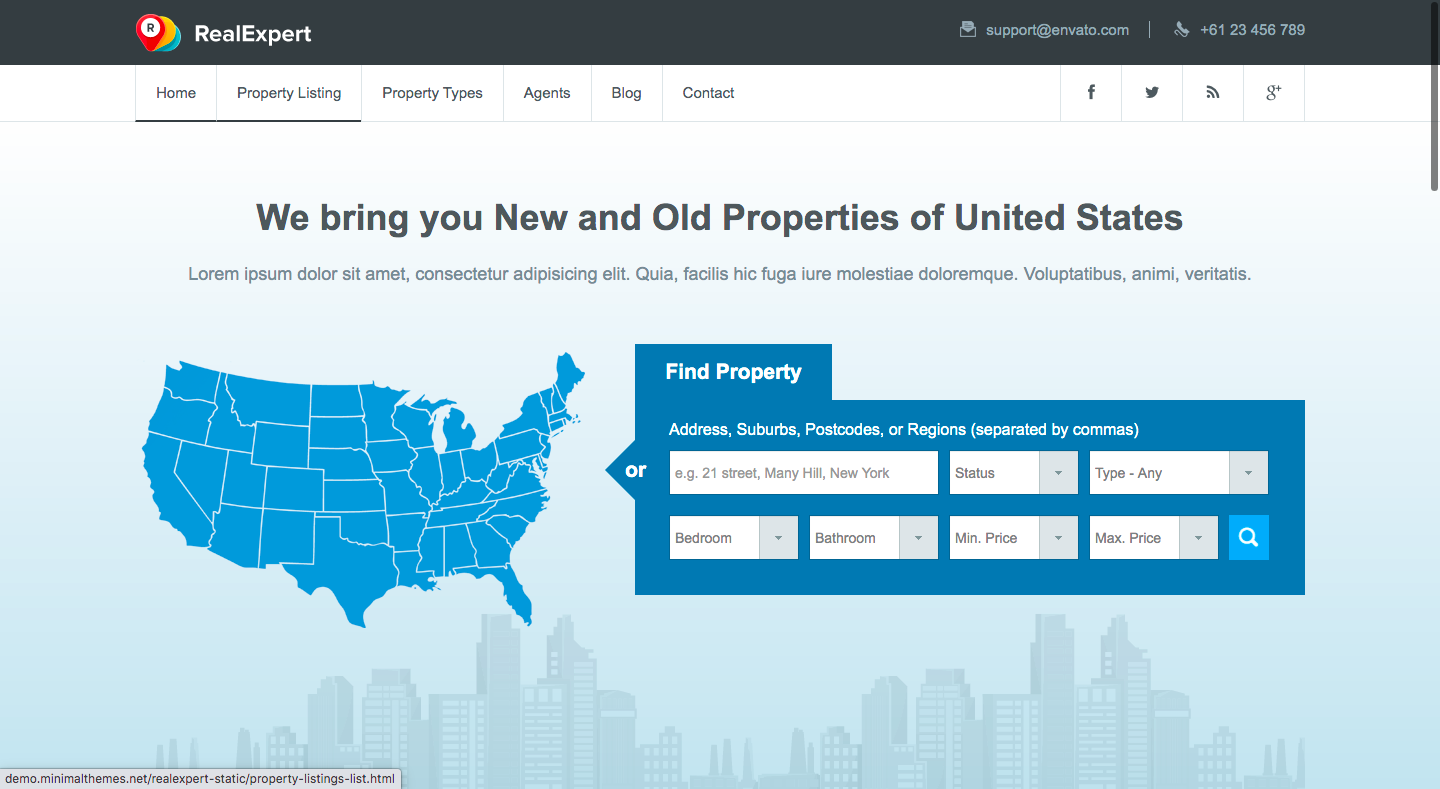 R RealExpert support@envato.com +61 23 456 789
Home Property Listing Property Types Agents Blog Contact f g+
We bring you New and Old Properties of United States
Lorem ipsum dolor sit amet, consectetur adipisicing elit. Quia, facilis hic fuga iure molestiae doloremque. Voluptatibus, animi, veritatis.
Find Property
Address, Suburbs, Postcodes, or Regions (separated by commas)
or
e.g. 21 street, Many Hill, New York Status Type - Any
Bedroom Bathroom Min. Price Max. Price
demo.minimalthemes.net/realexpert-static/property-listings-list.html